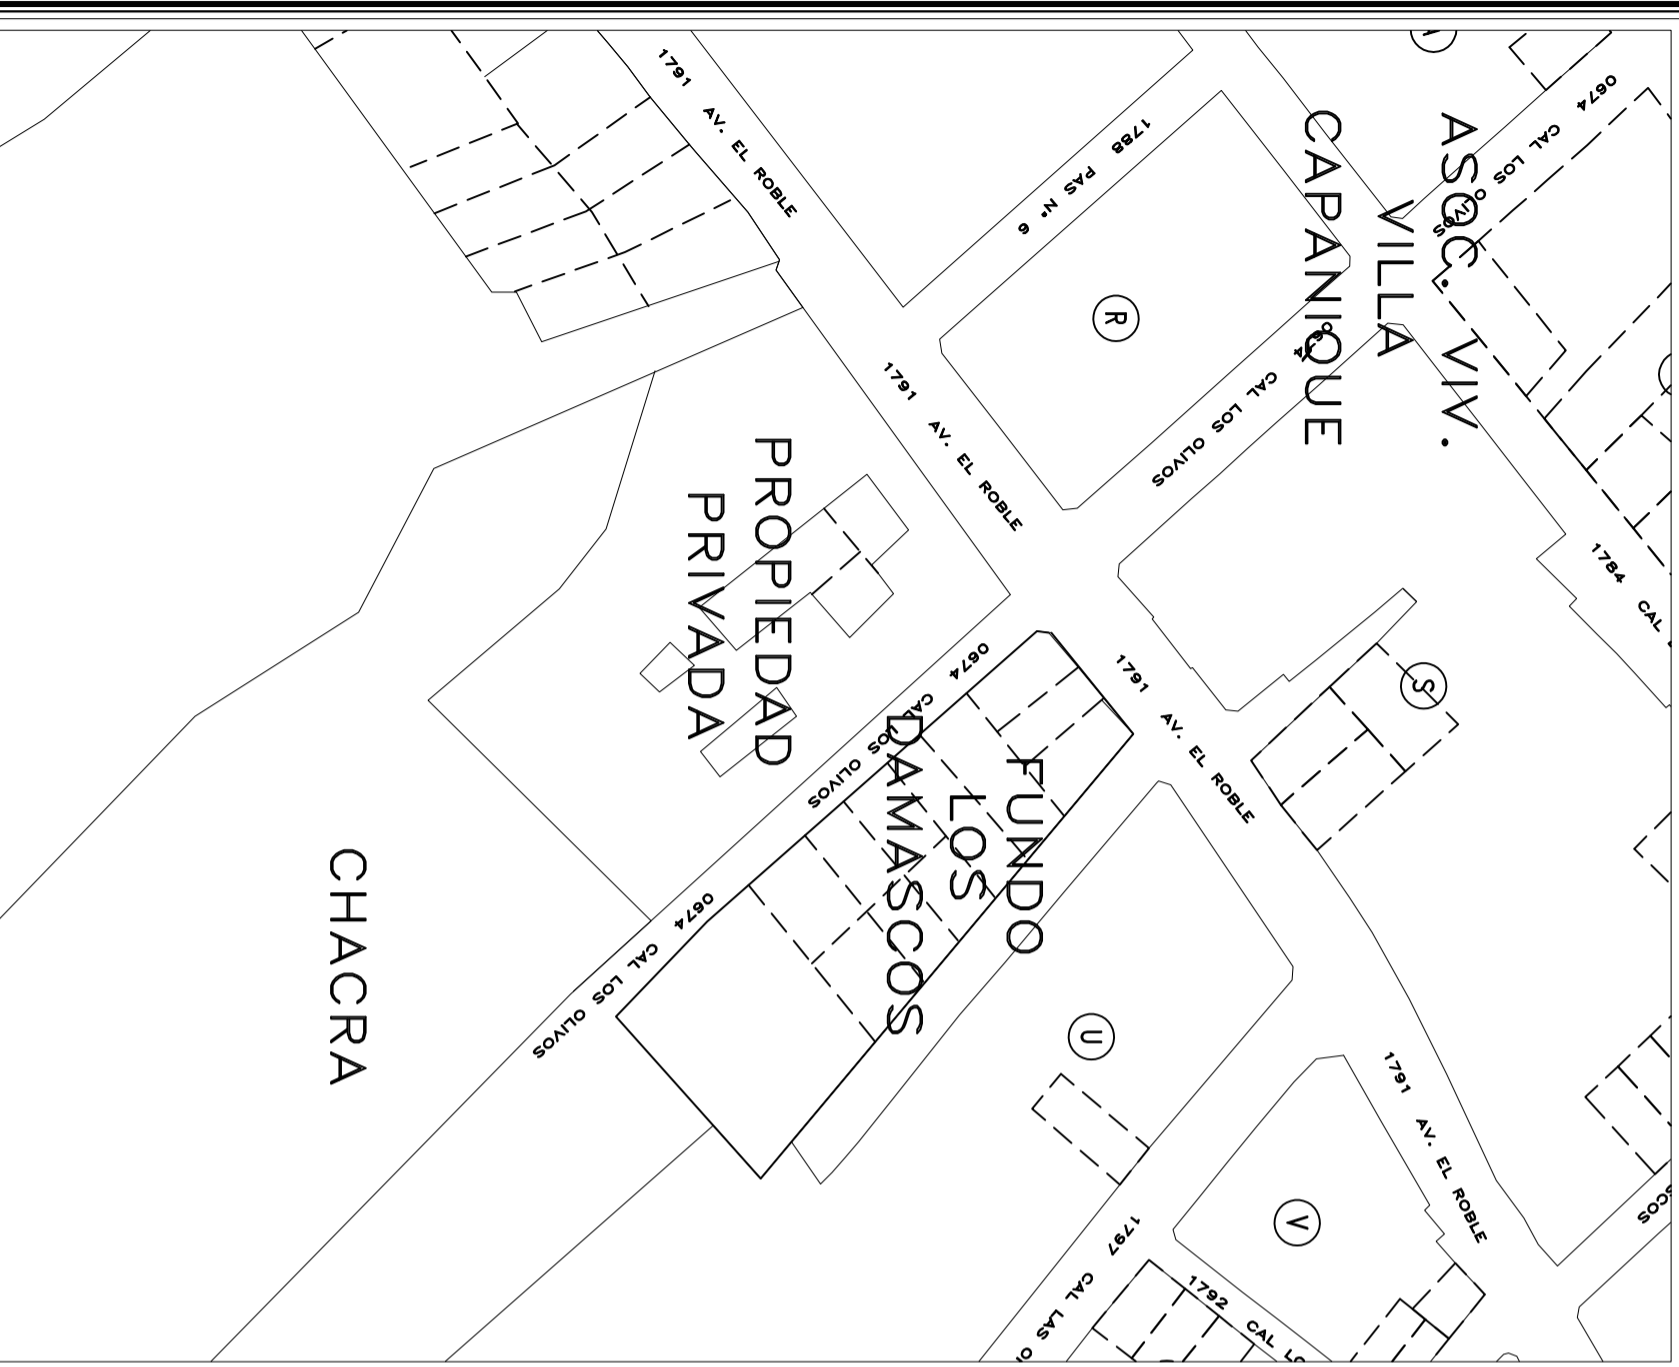 ASOC. VIV.
VILLA
CAPANIQUE
0674 CAL LOS OLIVOS
1791 AV. EL ROBLE
1788 PAS N° 6
R
0674 CAL LOS OLIVOS
1791 AV. EL ROBLE
1784 CAL
PROPIEDAD
PRIVADA
S
0674 CAL LOS OLIVOS
1791 AV. EL ROBLE
FUNDO
LOS
DAMASCOS
CHACRA
0674 CAL LOS OLIVOS
U
1791 AV. EL ROBLE
V
1797 CAL LAS
1792 CAL